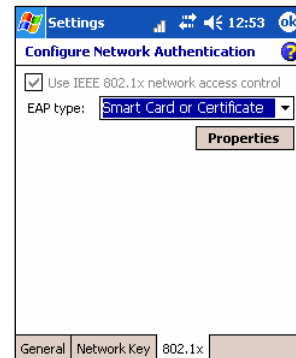 Settings 12:53 ok
Configure Network Authentication ?
Use IEEE 802.1x network access control
EAP type: Smart Card or Certificate
Properties
General Network Key 802.1x